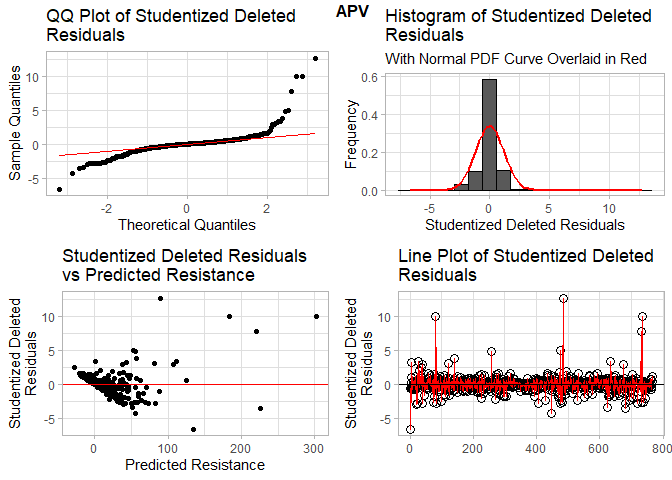 APV
QQ Plot of Studentized Deleted
Residuals
Sample Quantiles
10
5
0
-5
-2
0
2
Theoretical Quantiles
Histogram of Studentized Deleted
Residuals
With Normal PDF Curve Overlaid in Red
Frequency
0.6
0.4
0.2
0.0
-5
0
5
10
Studentized Deleted Residuals
Studentized Deleted Residuals
vs Predicted Resistance
Studentized Deleted
Residuals
10
5
0
-5
0
100
200
300
Predicted Resistance
Line Plot of Studentized Deleted
Residuals
Studentized Deleted
Residuals
10
5
0
-5
0
200
400
600
800